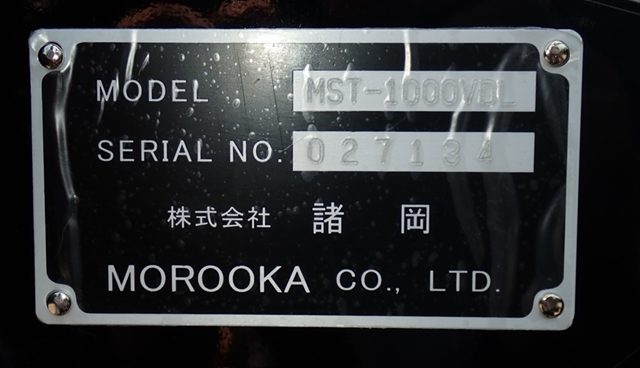 MODEL MST-1000VDL
SERIAL NO. 027134
株式会社 諸岡
MOROOKA CO., LTD.